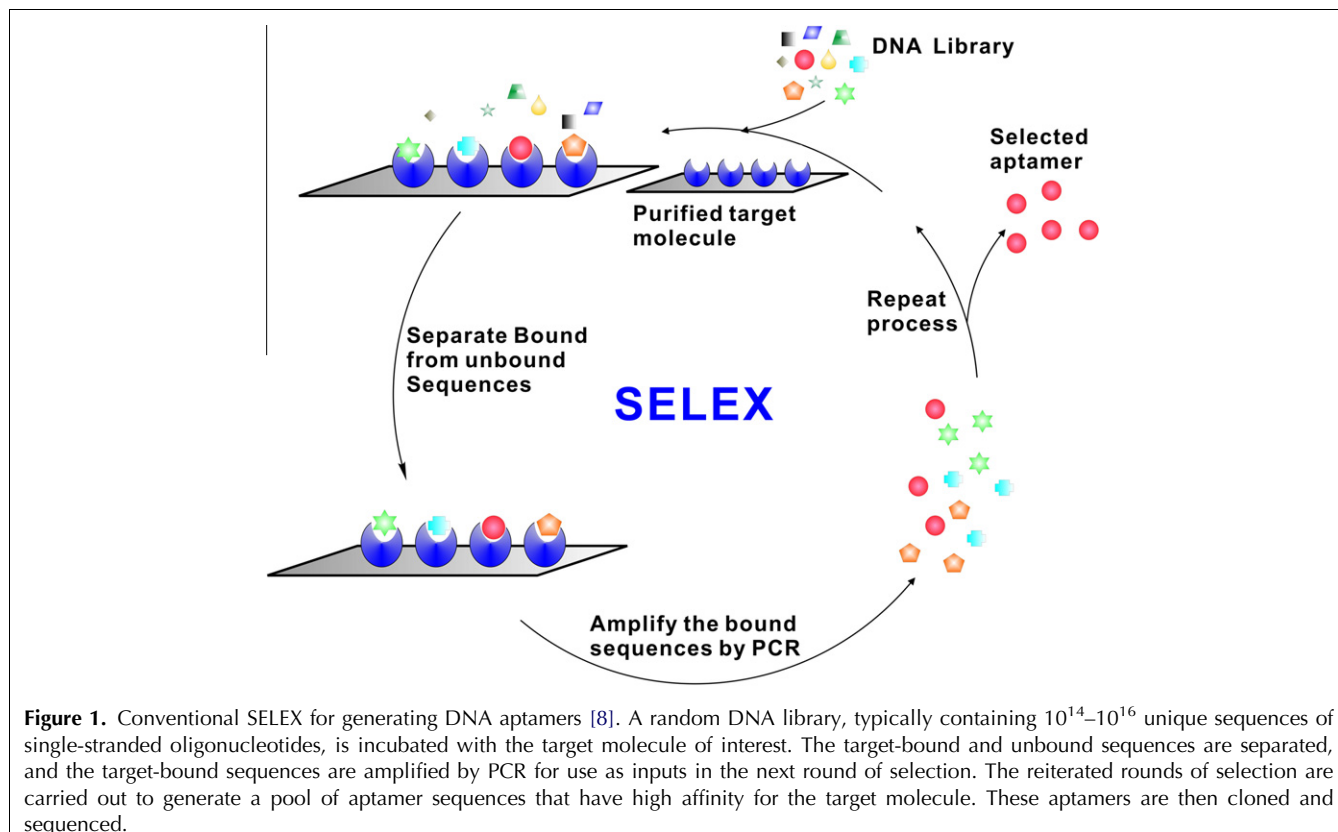 DNA Library
Selected
aptamer
Purified target
molecule
Repeat
process
Separate Bound
from unbound
Sequences
SELEX
Amplify the bound
sequences by PCR
Figure 1. Conventional SELEX for generating DNA aptamers [8]. A random DNA library, typically containing 10¹⁴–10¹⁶ unique sequences of
single-stranded oligonucleotides, is incubated with the target molecule of interest. The target-bound and unbound sequences are separated,
and the target-bound sequences are amplified by PCR for use as inputs in the next round of selection. The reiterated rounds of selection are
carried out to generate a pool of aptamer sequences that have high affinity for the target molecule. These aptamers are then cloned and
sequenced.